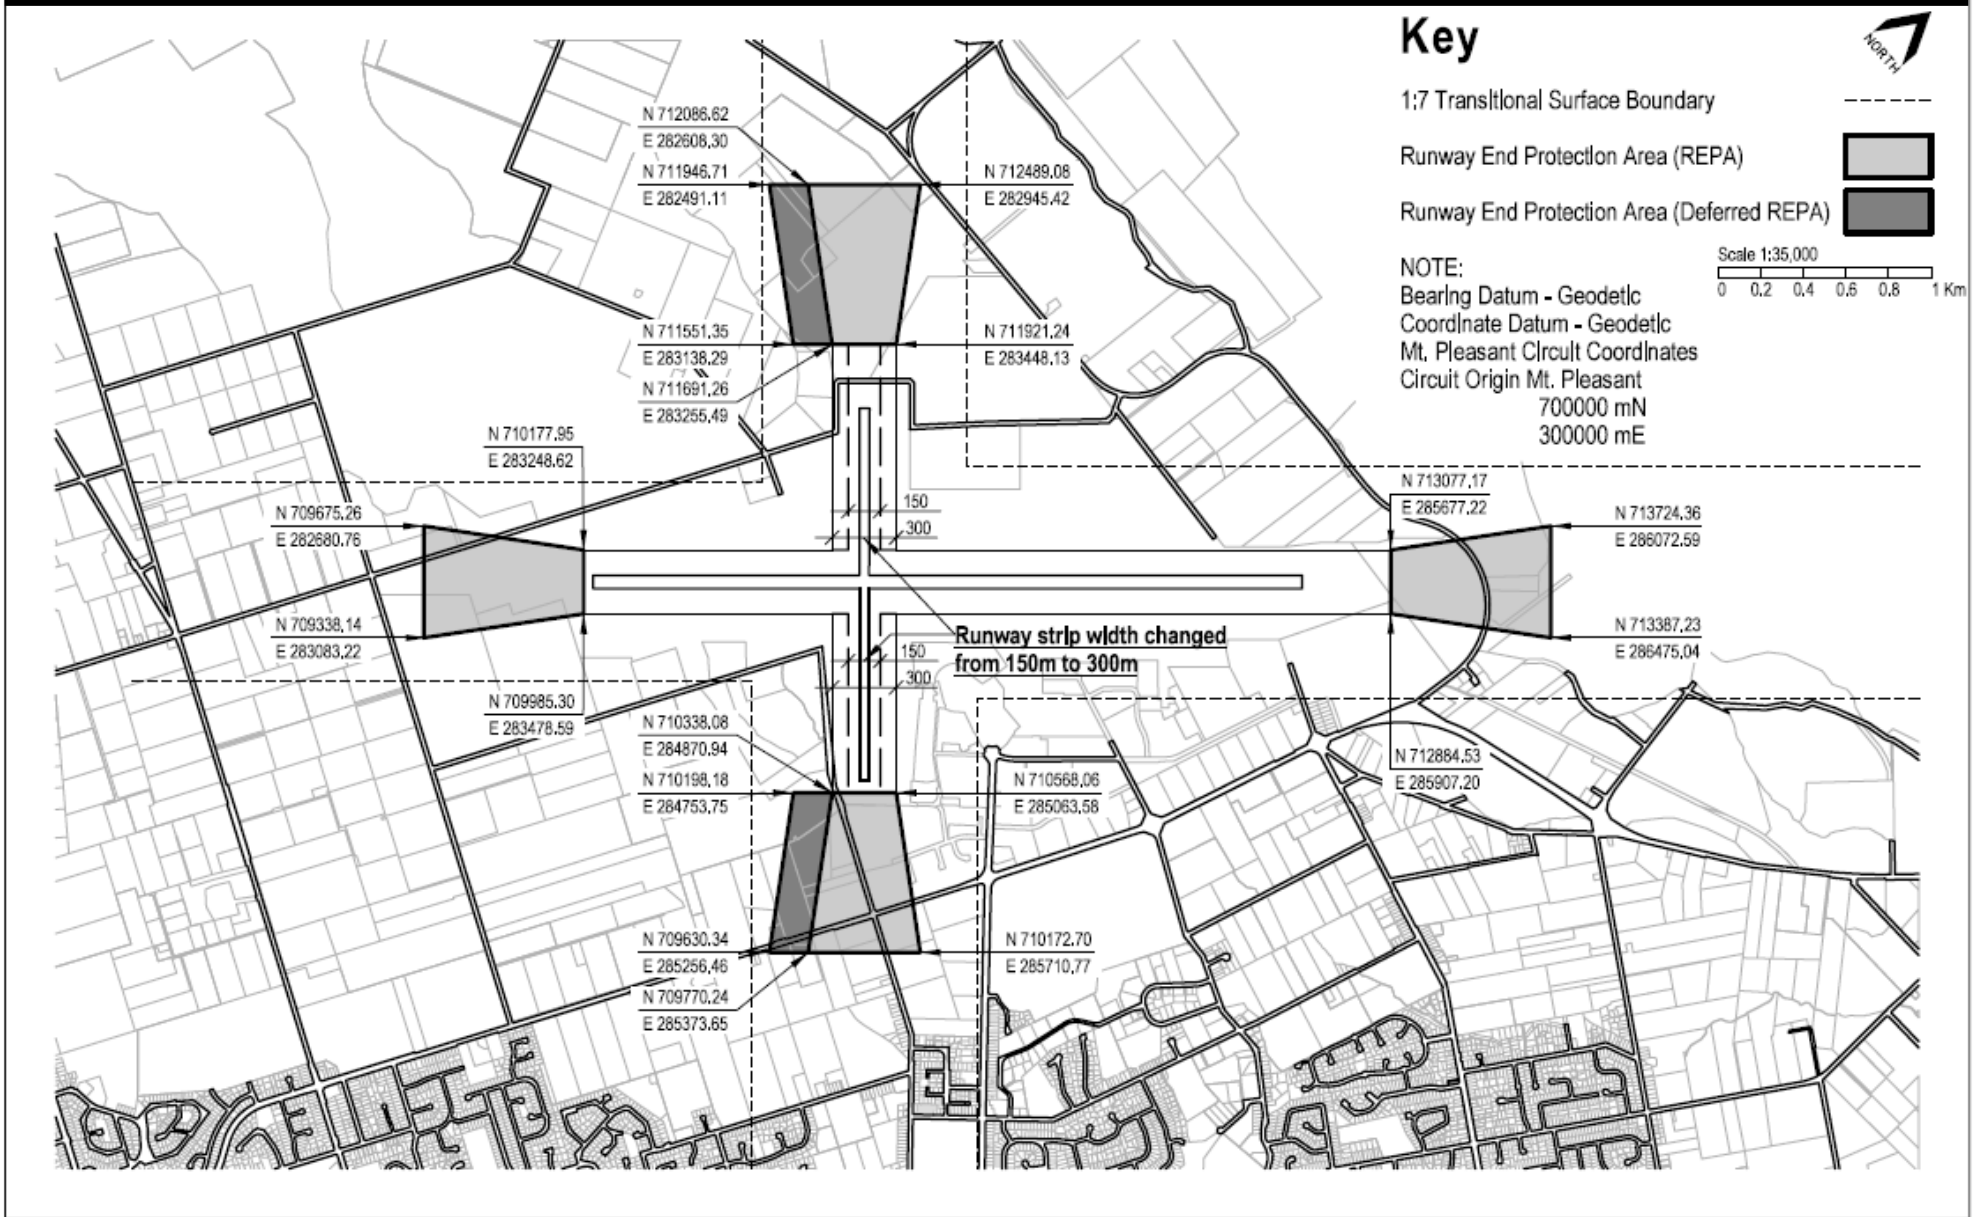 Key
NORTH
1:7 Transitional Surface Boundary
Runway End Protection Area (REPA)
Runway End Protection Area (Deferred REPA)
NOTE:
Bearing Datum - Geodetic
Coordinate Datum - Geodetic
Mt. Pleasant Circuit Coordinates
Circuit Origin Mt. Pleasant
700000 mN
300000 mE
Scale 1:35,000
0 0.2 0.4 0.6 0.8 1 Km
N 712086.62
E 282608.30
N 711946.71
E 282491.11
N 712489.08
E 282945.42
N 711551.35
E 283138.29
N 711921.24
E 283448.13
N 711691.26
E 283255.49
N 710177.95
E 283248.62
N 709675.26
E 282680.76
N 713077.17
E 285677.22
N 713724.36
E 286072.59
150
300
N 709338.14
E 283083.22
Runway strip width changed
from 150m to 300m
N 713387.23
E 286475.04
150
300
N 709985.30
E 283478.59
N 710338.08
E 284870.94
N 710198.18
E 284753.75
N 710568.06
E 285063.58
N 712884.53
E 285907.20
N 709630.34
E 285256.46
N 710172.70
E 285710.77
N 709770.24
E 285373.65